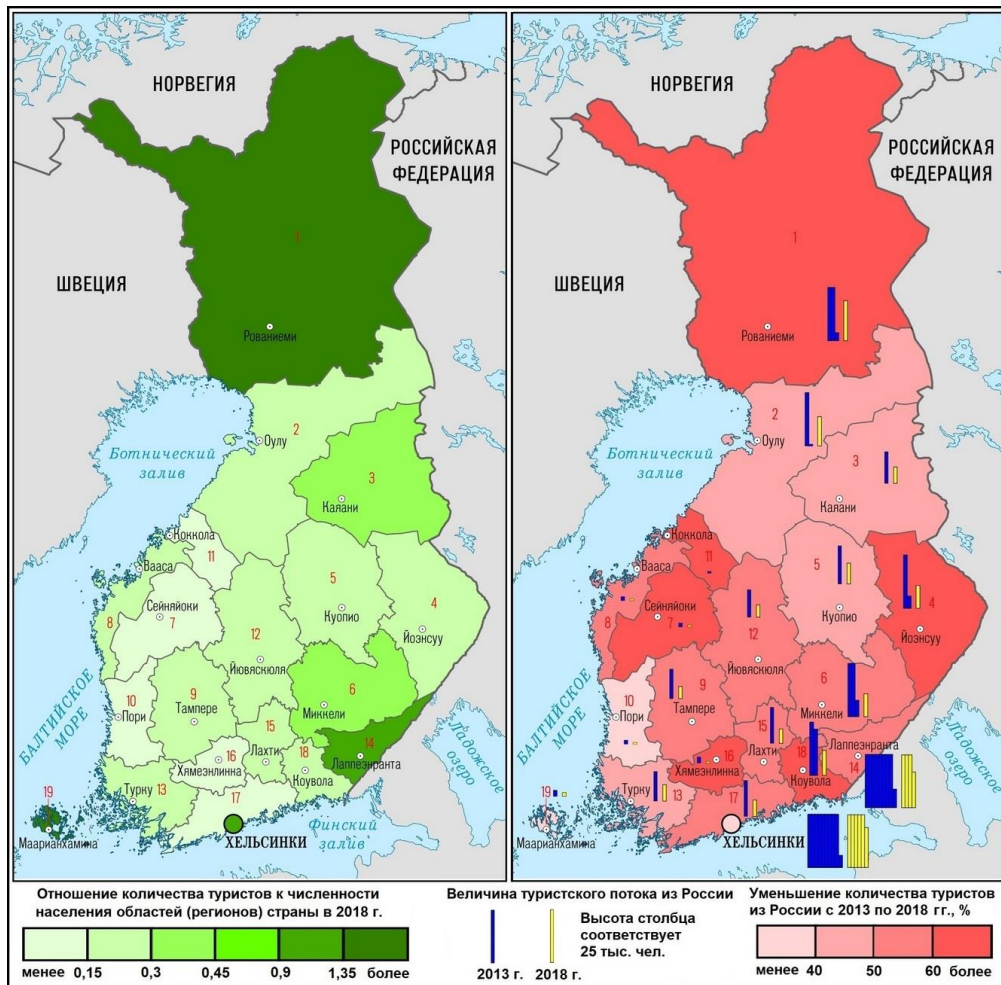 НОРВЕГИЯ
РОССИЙСКАЯ
ФЕДЕРАЦИЯ
1
ШВЕЦИЯ
Рованиеми
2
Оулу
Ботнический
залив
3
Каяани
Коккола
11
Вааса
Сейняйоки
7
8
5
Куопио
4
Йоэнсуу
12
Йювяскюля
6
Миккели
БАЛТИЙСКОЕ
МОРЕ
10
Пори
9
Тампере
15
Лахти
16
Хямеэнлинна
18
Коувола
14
Лаппеэнранта
Ладожское
озеро
19
Маарианхамина
Турку
13
17
ХЕЛЬСИНКИ
Финский
залив
НОРВЕГИЯ
РОССИЙСКАЯ
ФЕДЕРАЦИЯ
1
ШВЕЦИЯ
Рованиеми
2
Оулу
Ботнический
залив
3
Каяани
Коккола
11
Вааса
Сейняйоки
7
8
5
Куопио
4
Йоэнсуу
12
Йювяскюля
6
Миккели
БАЛТИЙСКОЕ
МОРЕ
10
Пори
9
Тампере
15
Лахти
16
Хямеэнлинна
18
Коувола
14
Лаппеэнранта
Ладожское
озеро
19
Маарианхамина
Турку
13
17
ХЕЛЬСИНКИ
Отношение количества туристов к численности
населения областей (регионов) страны в 2018 г.
менее 0,15 0,3 0,45 0,9 1,35 более
Величина туристского потока из России
Высота столбца
соответствует
25 тыс. чел.
2013 г. 2018 г.
Уменьшение количества туристов
из России с 2013 по 2018 гг., %
менее 40 50 60 более